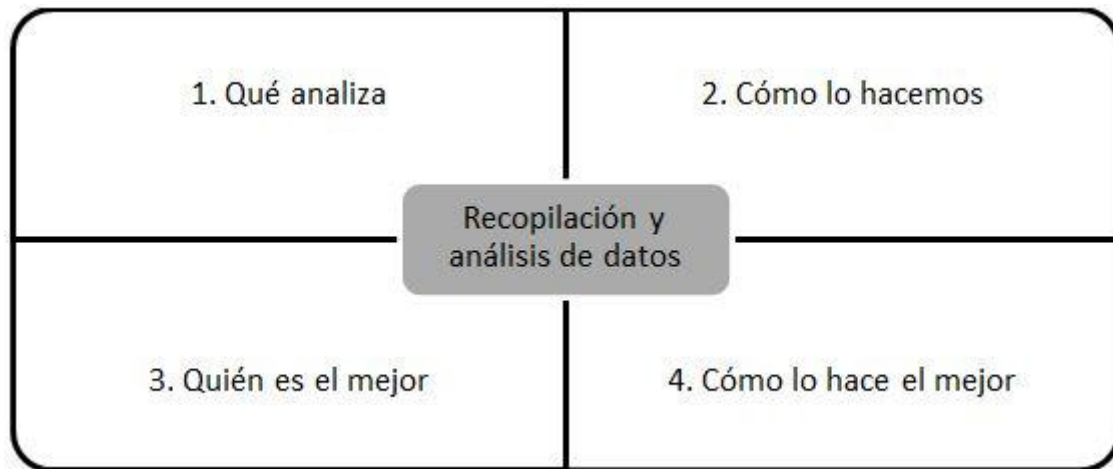 1. Qué analiza
2. Cómo lo hacemos
Recopilación y
análisis de datos
3. Quién es el mejor
4. Cómo lo hace el mejor